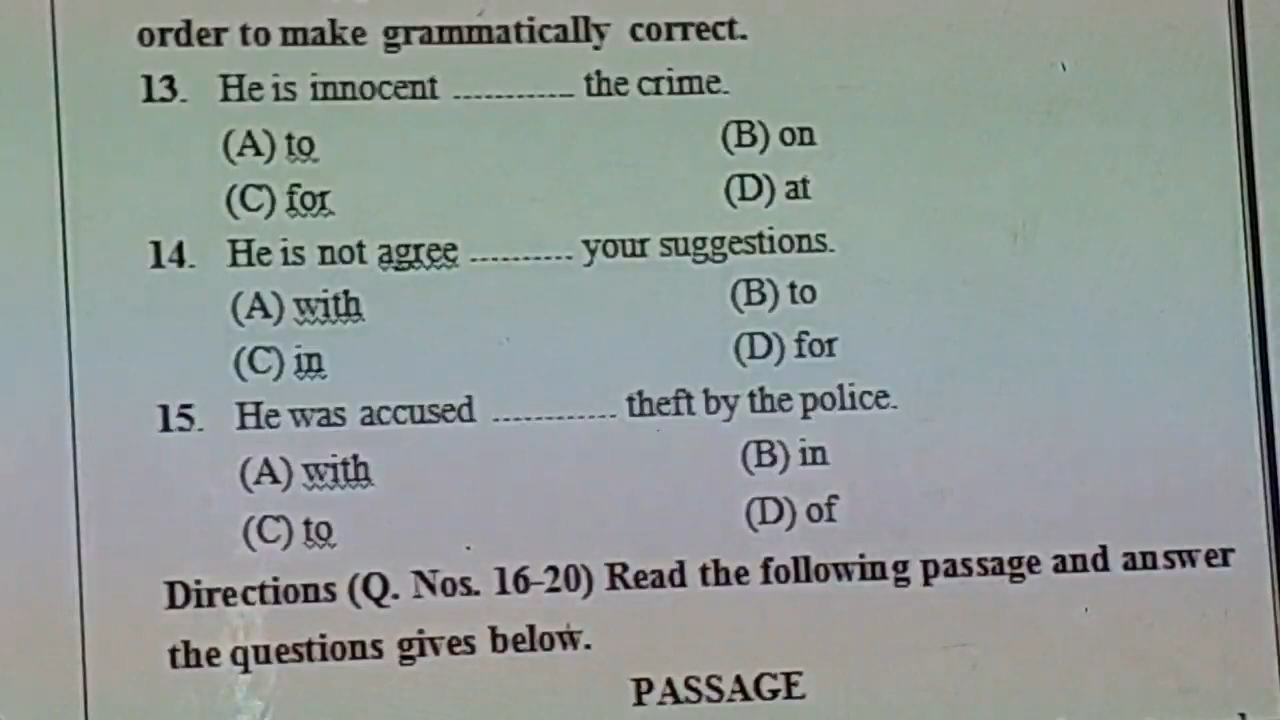 order to make grammatically correct.
13. He is innocent ............ the crime.
(A) to (B) on
(C) for (D) at
14. He is not agree .......... your suggestions.
(A) with (B) to
(C) in (D) for
15. He was accused ............ theft by the police.
(A) with (B) in
(C) to (D) of
Directions (Q. Nos. 16-20) Read the following passage and answer
the questions gives below.
PASSAGE